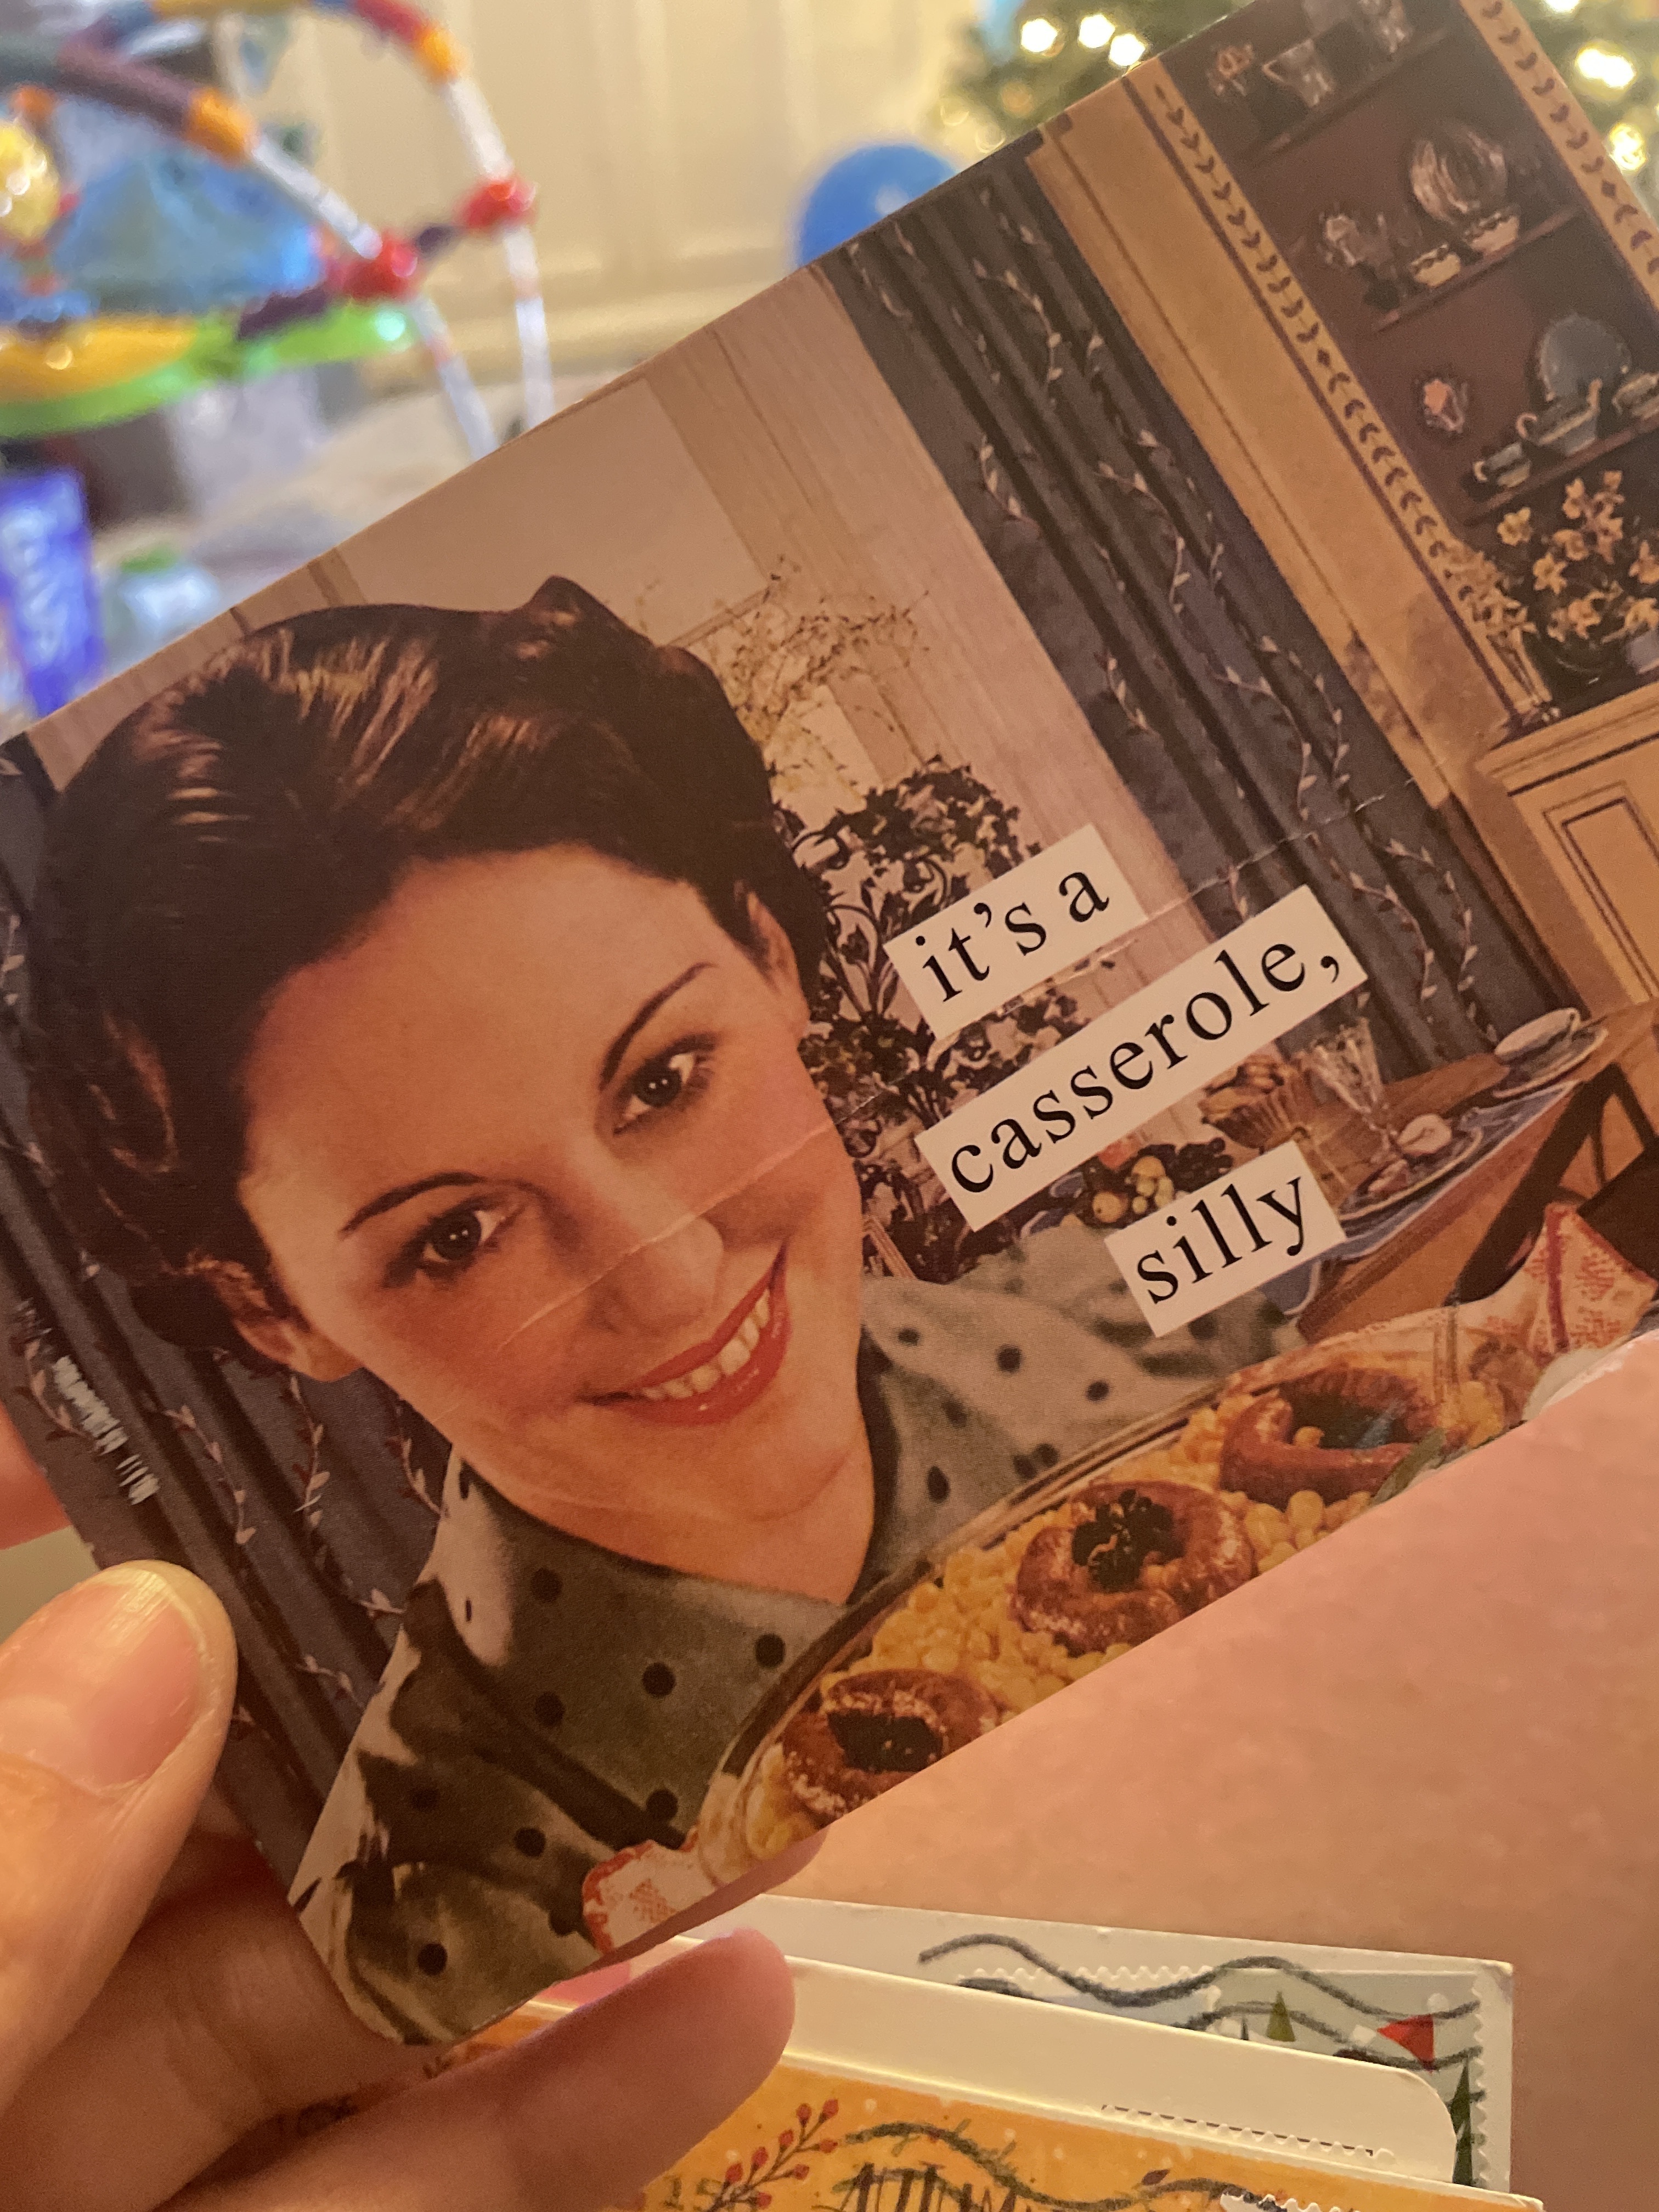 it's a
casserole,
silly